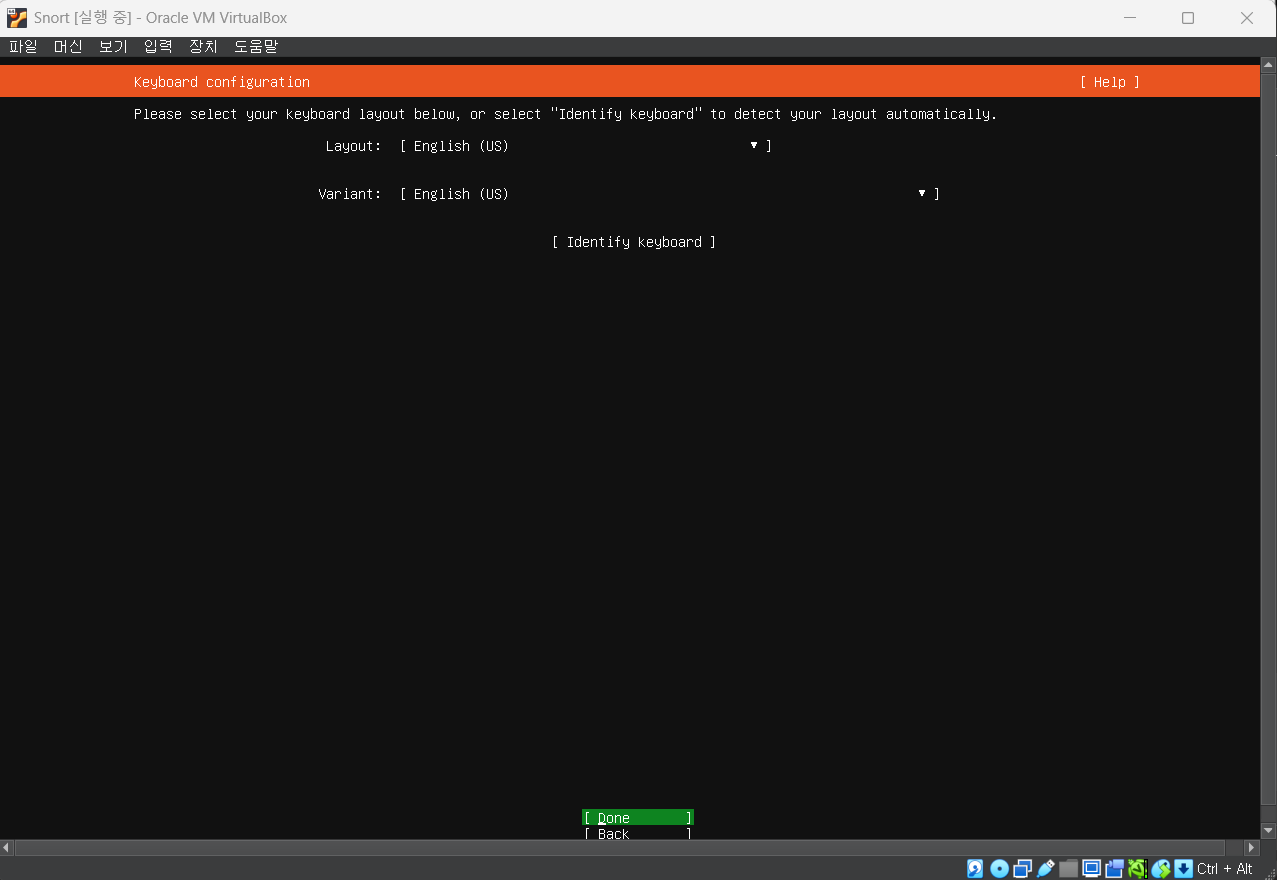 Snort [실행 중] - Oracle VM VirtualBox
파일 머신 보기 입력 장치 도움말
Keyboard configuration [ Help ]
Please select your keyboard layout below, or select "Identify keyboard" to detect your layout automatically.
Layout: [ English (US) ▾ ]
Variant: [ English (US) ▾ ]
[ Identify keyboard ]
[ Done ]
[ Back ]
Ctrl + Alt